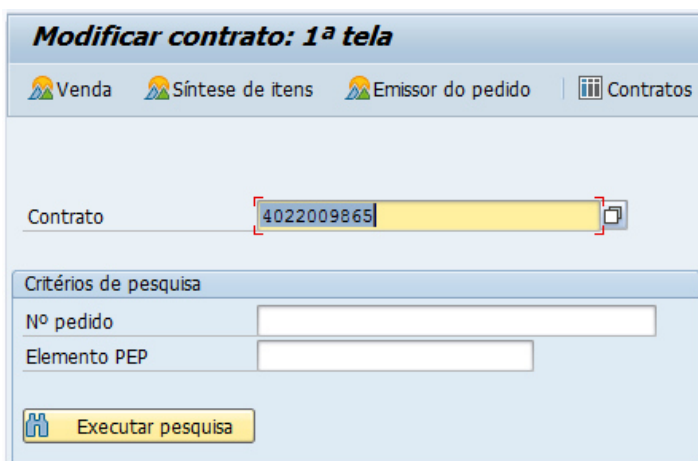 Modificar contrato: 1ª tela
Venda Síntese de itens Emissor do pedido Contratos
Contrato 4022009865
Critérios de pesquisa
Nº pedido
Elemento PEP
Executar pesquisa